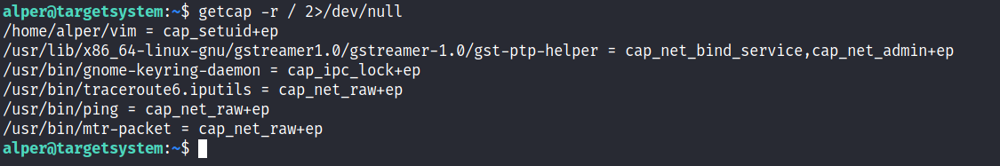 alper@targetsystem:~$ getcap -r / 2>/dev/null
/home/alper/vim = cap_setuid+ep
/usr/lib/x86_64-linux-gnu/gstreamer1.0/gstreamer-1.0/gst-ptp-helper = cap_net_bind_service,cap_net_admin+ep
/usr/bin/gnome-keyring-daemon = cap_ipc_lock+ep
/usr/bin/traceroute6.iputils = cap_net_raw+ep
/usr/bin/ping = cap_net_raw+ep
/usr/bin/mtr-packet = cap_net_raw+ep
alper@targetsystem:~$